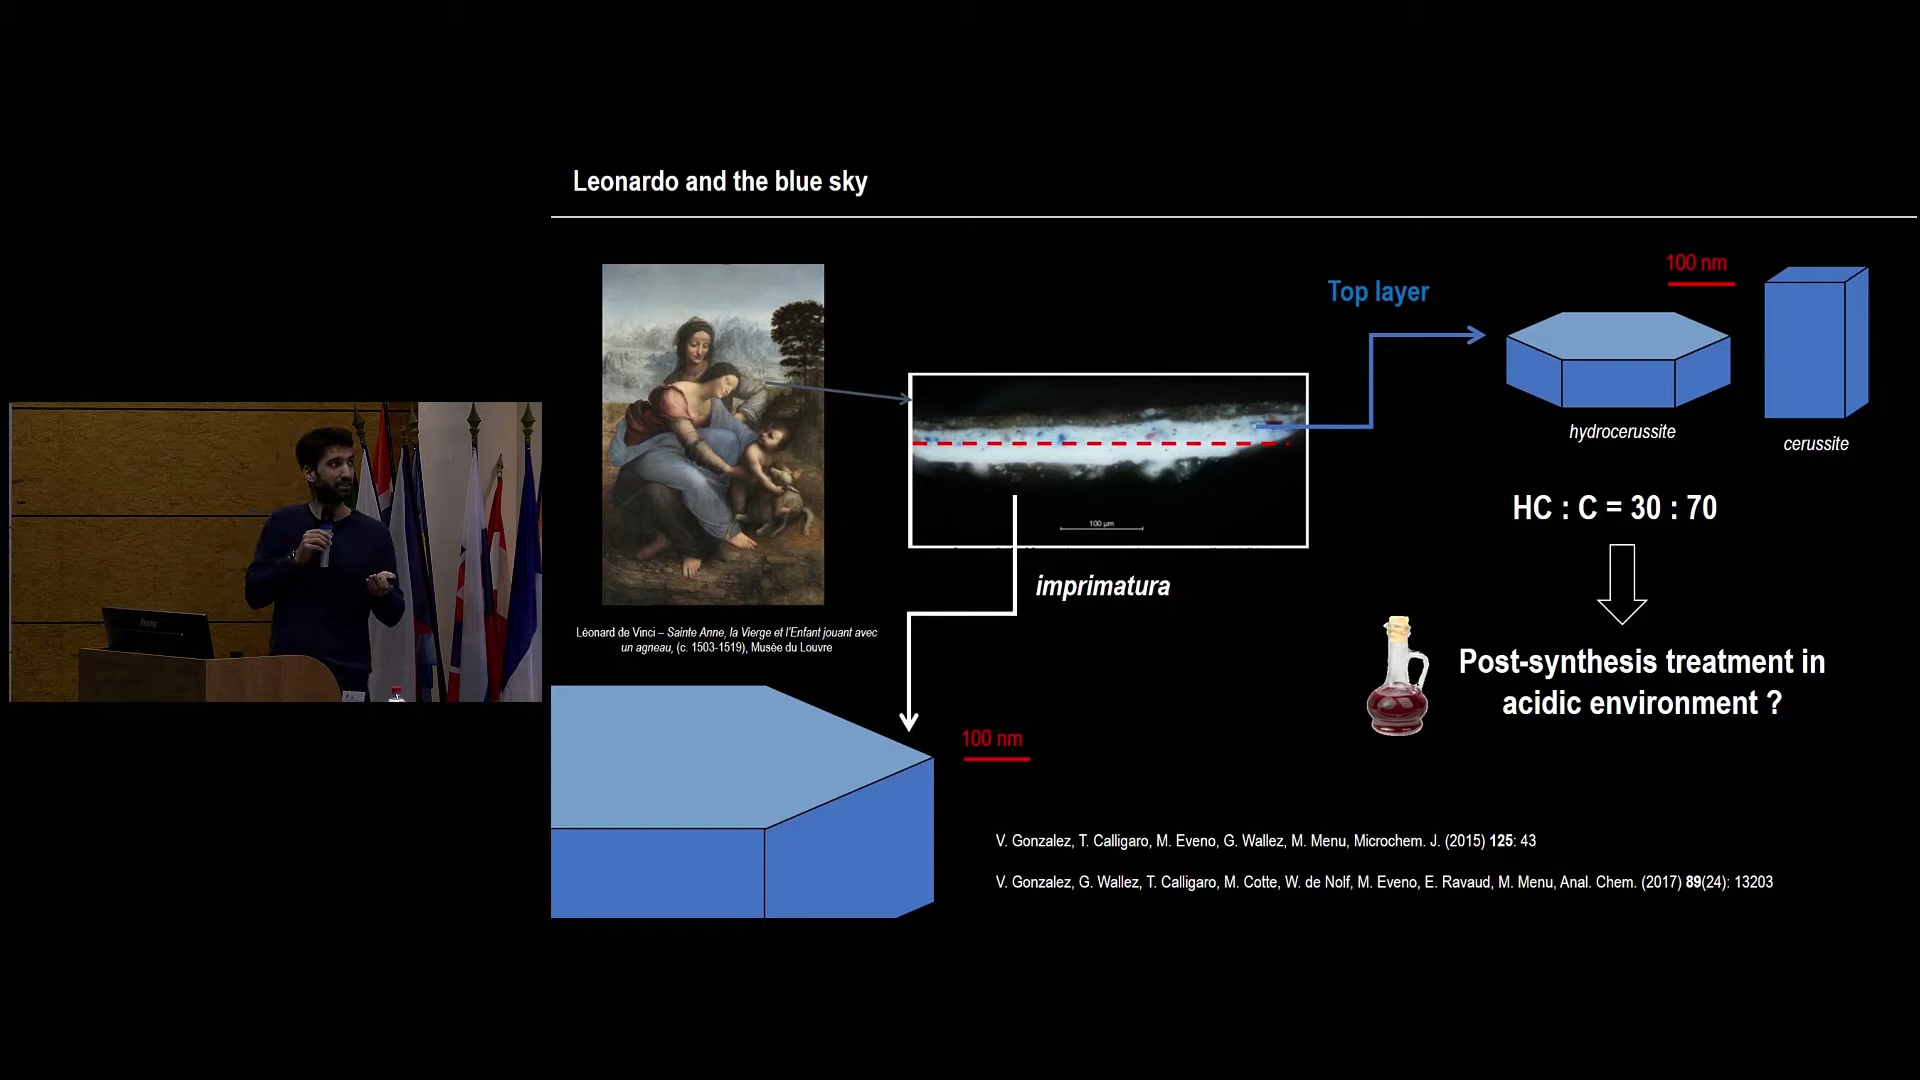 Leonardo and the blue sky
100 nm
Top layer
hydrocerussite
cerussite
HC : C = 30 : 70
100 µm
imprimatura
Léonard de Vinci – Sainte Anne, la Vierge et l'Enfant jouant avec
un agneau, (c. 1503-1519), Musée du Louvre
Post-synthesis treatment in
acidic environment ?
100 nm
V. Gonzalez, T. Calligaro, M. Eveno, G. Wallez, M. Menu, Microchem. J. (2015) 125: 43
V. Gonzalez, G. Wallez, T. Calligaro, M. Cotte, W. de Nolf, M. Eveno, E. Ravaud, M. Menu, Anal. Chem. (2017) 89(24): 13203